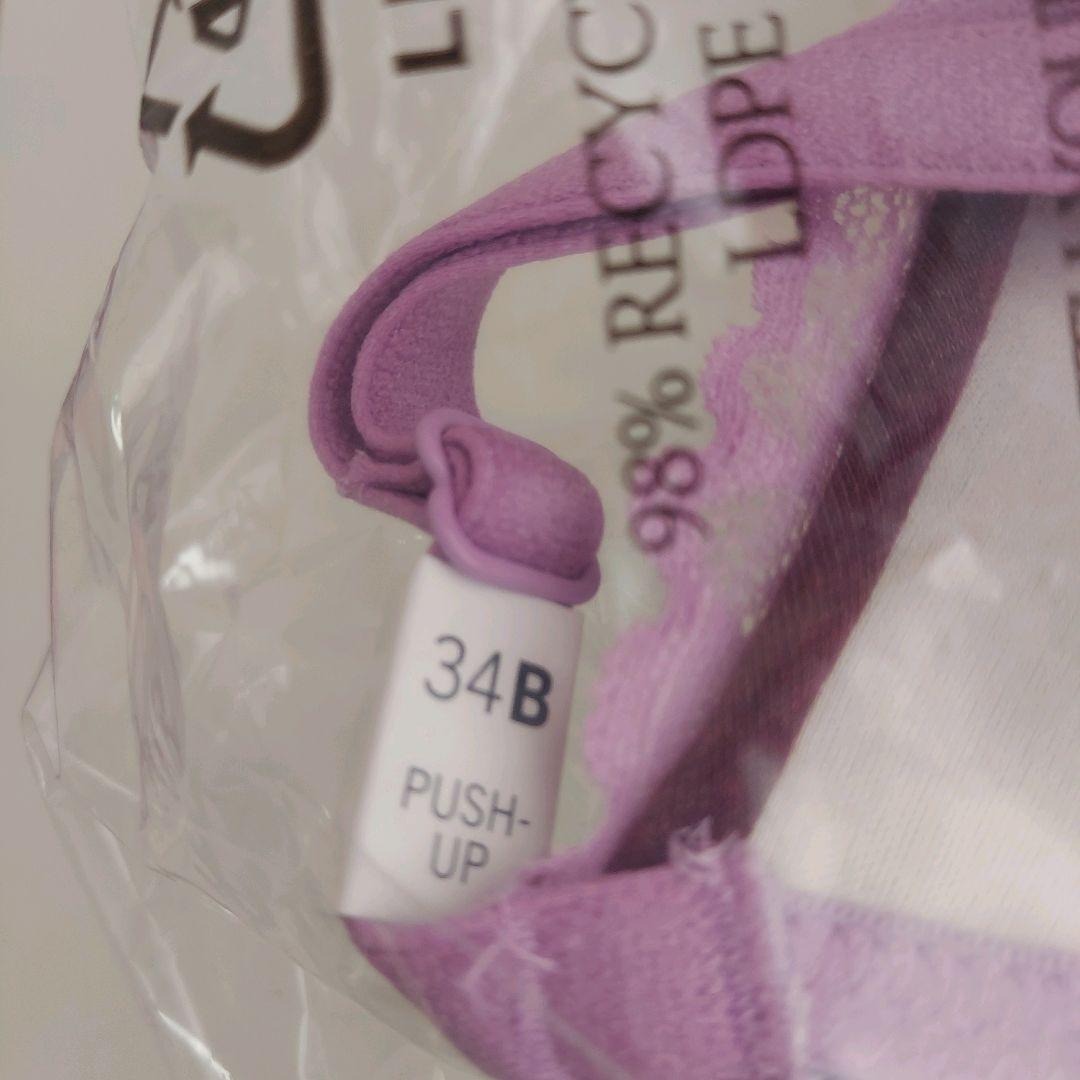 34B
PUSH-
UP
98% RECYC
LDPE